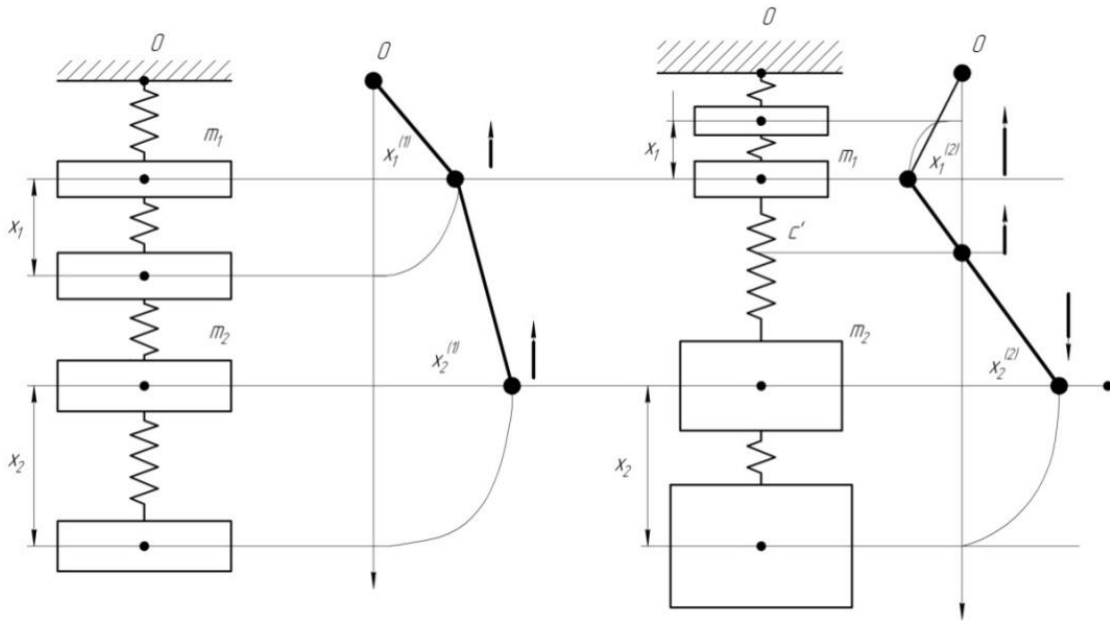 O
O
m₁
x₁⁽¹⁾
x₁
m₂
x₂⁽¹⁾
x₂
O
O
x₁
m₁
x₁⁽²⁾
c'
m₂
x₂⁽²⁾
x₂